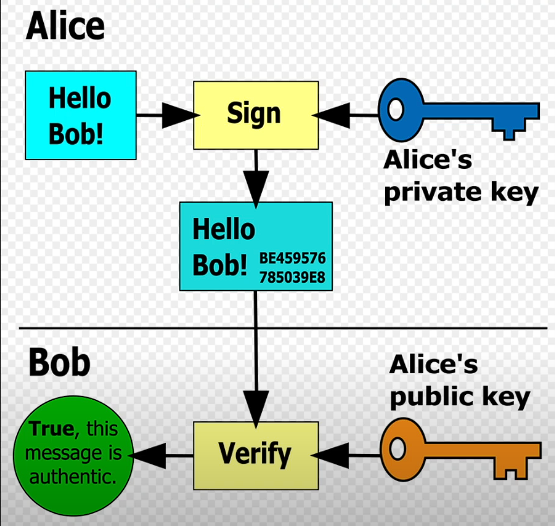 Alice
Hello
Bob!
Sign
Alice's
private key
Hello
Bob! BE459576
785039E8
Bob
Alice's
public key
True, this
message is
authentic.
Verify